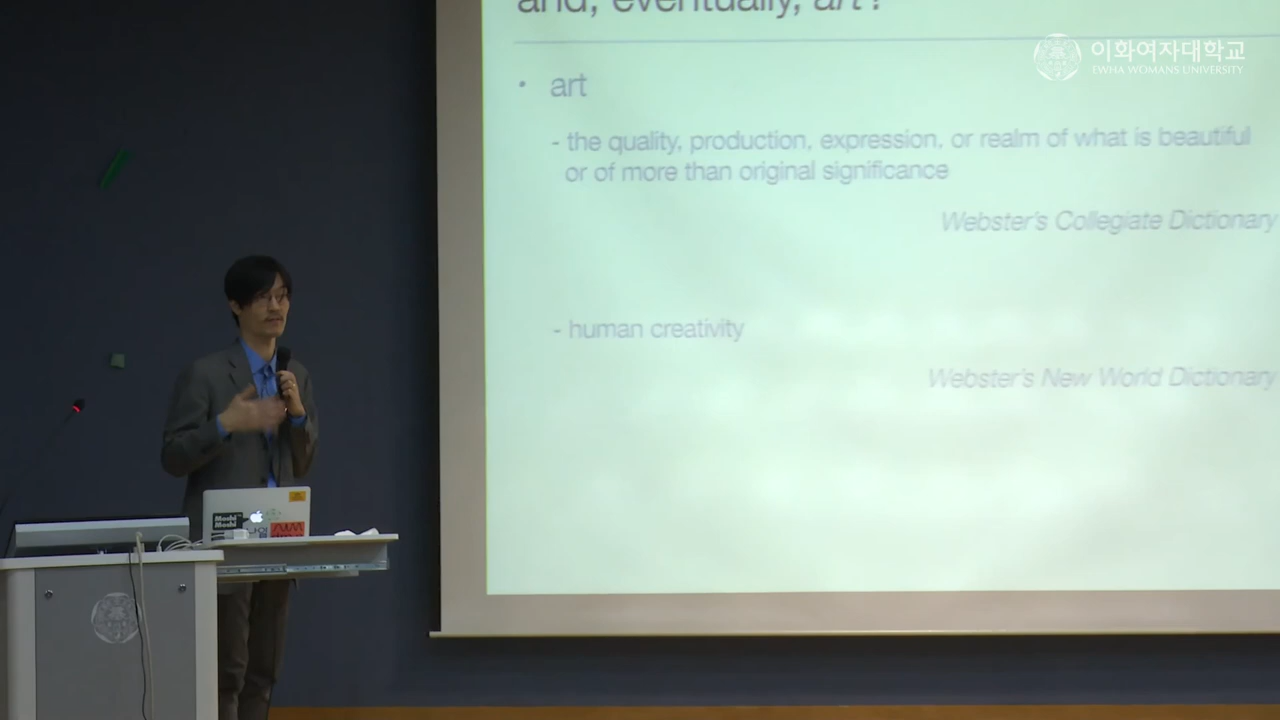 and, eventually, art?
이화여자대학교
EWHA WOMANS UNIVERSITY
• art
- the quality, production, expression, or realm of what is beautiful
or of more than original significance
Webster's Collegiate Dictionary
- human creativity
Webster's New World Dictionary
Moshi
Moshi